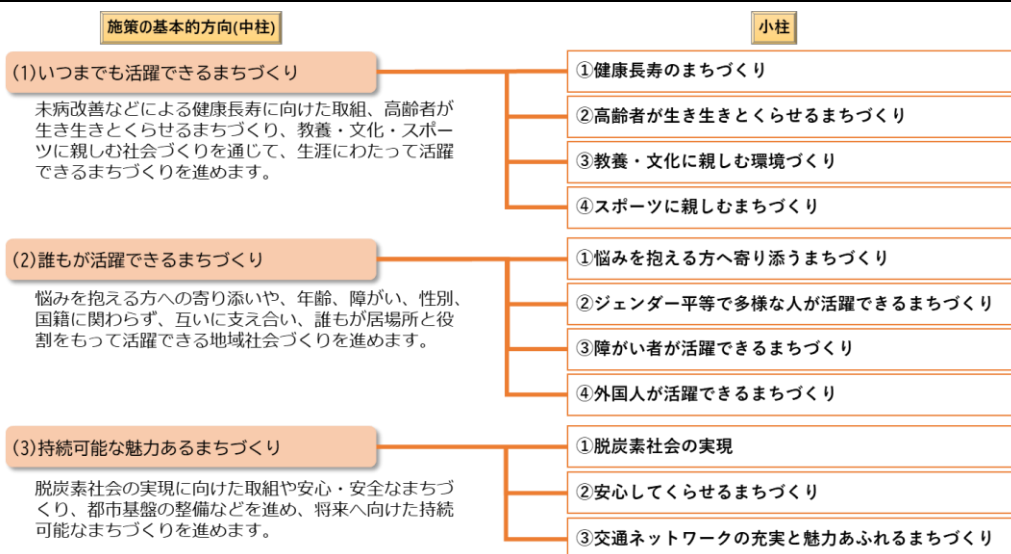 施策の基本的方向(中柱)
小柱
(1)いつまでも活躍できるまちづくり
未病改善などによる健康長寿に向けた取組、高齢者が
生き生きとくらせるまちづくり、教養・文化・スポー
ツに親しむ社会づくりを通じて、生涯にわたって活躍
できるまちづくりを進めます。
①健康長寿のまちづくり
②高齢者が生き生きとくらせるまちづくり
③教養・文化に親しむ環境づくり
④スポーツに親しむまちづくり
(2)誰もが活躍できるまちづくり
悩みを抱える方への寄り添いや、年齢、障がい、性別、
国籍に関わらず、互いに支え合い、誰もが居場所と役
割をもって活躍できる地域社会づくりを進めます。
①悩みを抱える方へ寄り添うまちづくり
②ジェンダー平等で多様な人が活躍できるまちづくり
③障がい者が活躍できるまちづくり
④外国人が活躍できるまちづくり
(3)持続可能な魅力あるまちづくり
脱炭素社会の実現に向けた取組や安心・安全なまちづ
くり、都市基盤の整備などを進め、将来へ向けた持続
可能なまちづくりを進めます。
①脱炭素社会の実現
②安心してくらせるまちづくり
③交通ネットワークの充実と魅力あふれるまちづくり